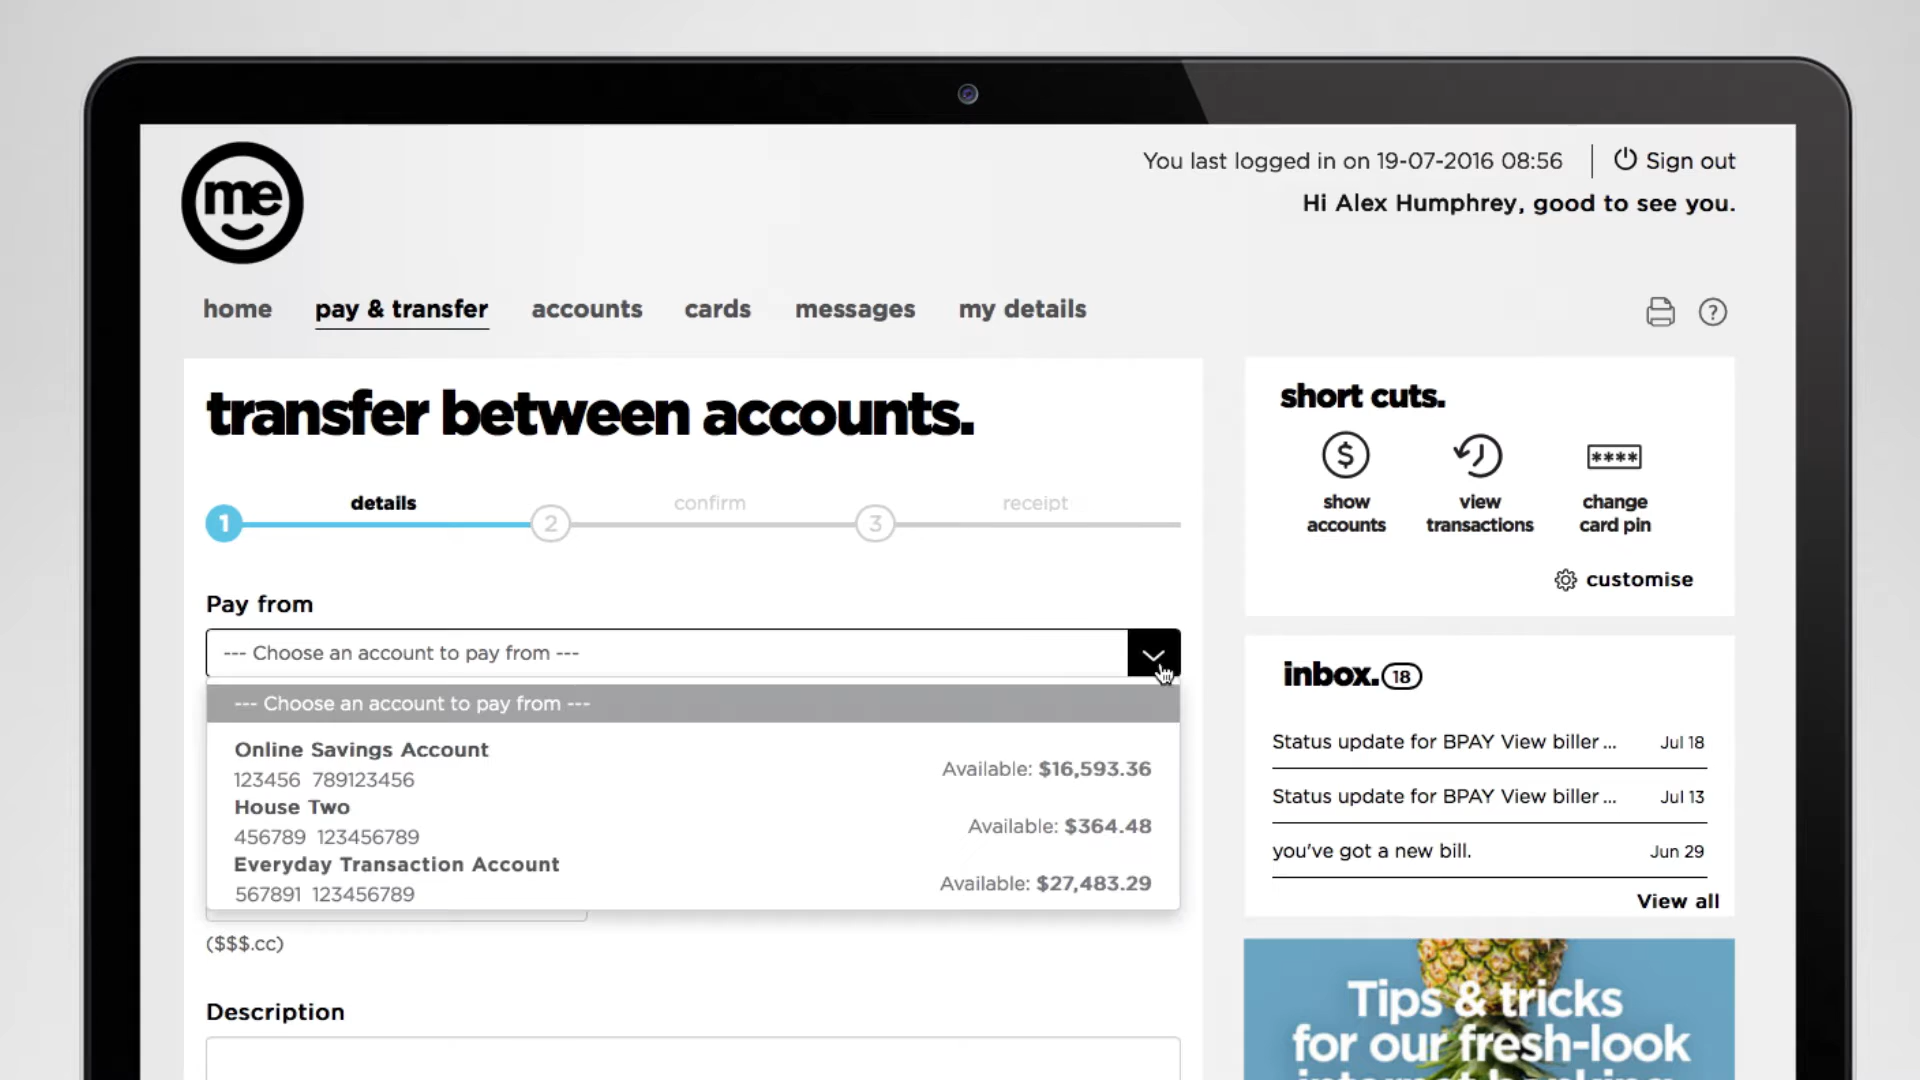 me
You last logged in on 19-07-2016 08:56
Sign out
Hi Alex Humphrey, good to see you.
home
pay & transfer
accounts
cards
messages
my details
?
transfer between accounts.
1
details
2
confirm
3
receipt
Pay from
--- Choose an account to pay from ---
--- Choose an account to pay from ---
Online Savings Account
123456 789123456
Available: $16,593.36
House Two
456789 123456789
Available: $364.48
Everyday Transaction Account
567891 123456789
Available: $27,483.29
($$$.cc)
Description
short cuts.
$
show
accounts
view
transactions
****
change
card pin
customise
inbox. 18
Status update for BPAY View biller ... Jul 18
Status update for BPAY View biller ... Jul 13
you've got a new bill. Jun 29
View all
Tips & tricks
for our fresh-look
internet banking